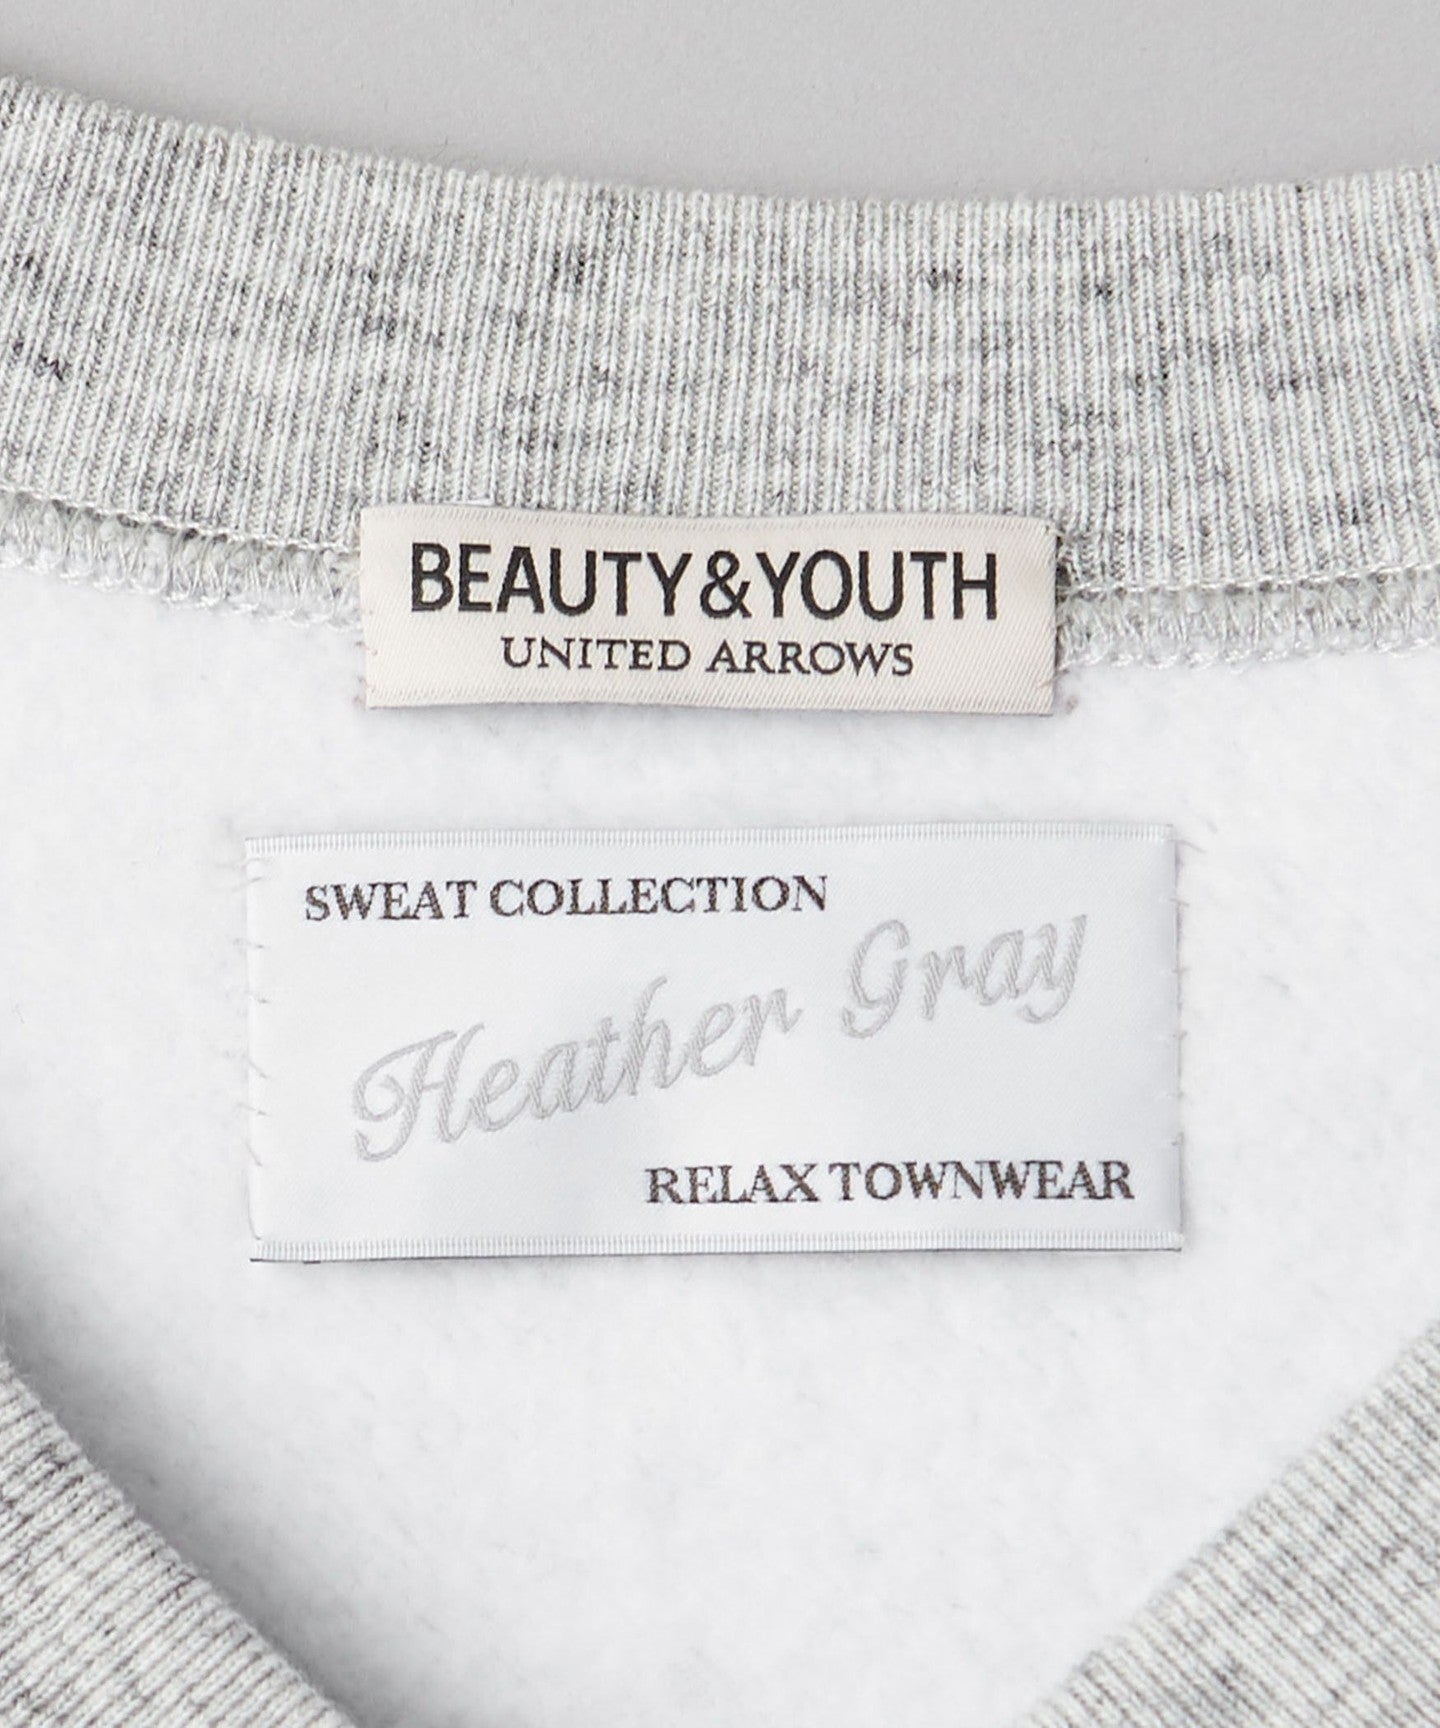 BEAUTY&YOUTH
UNITED ARROWS
SWEAT COLLECTION
Heather Gray
RELAX TOWNWEAR